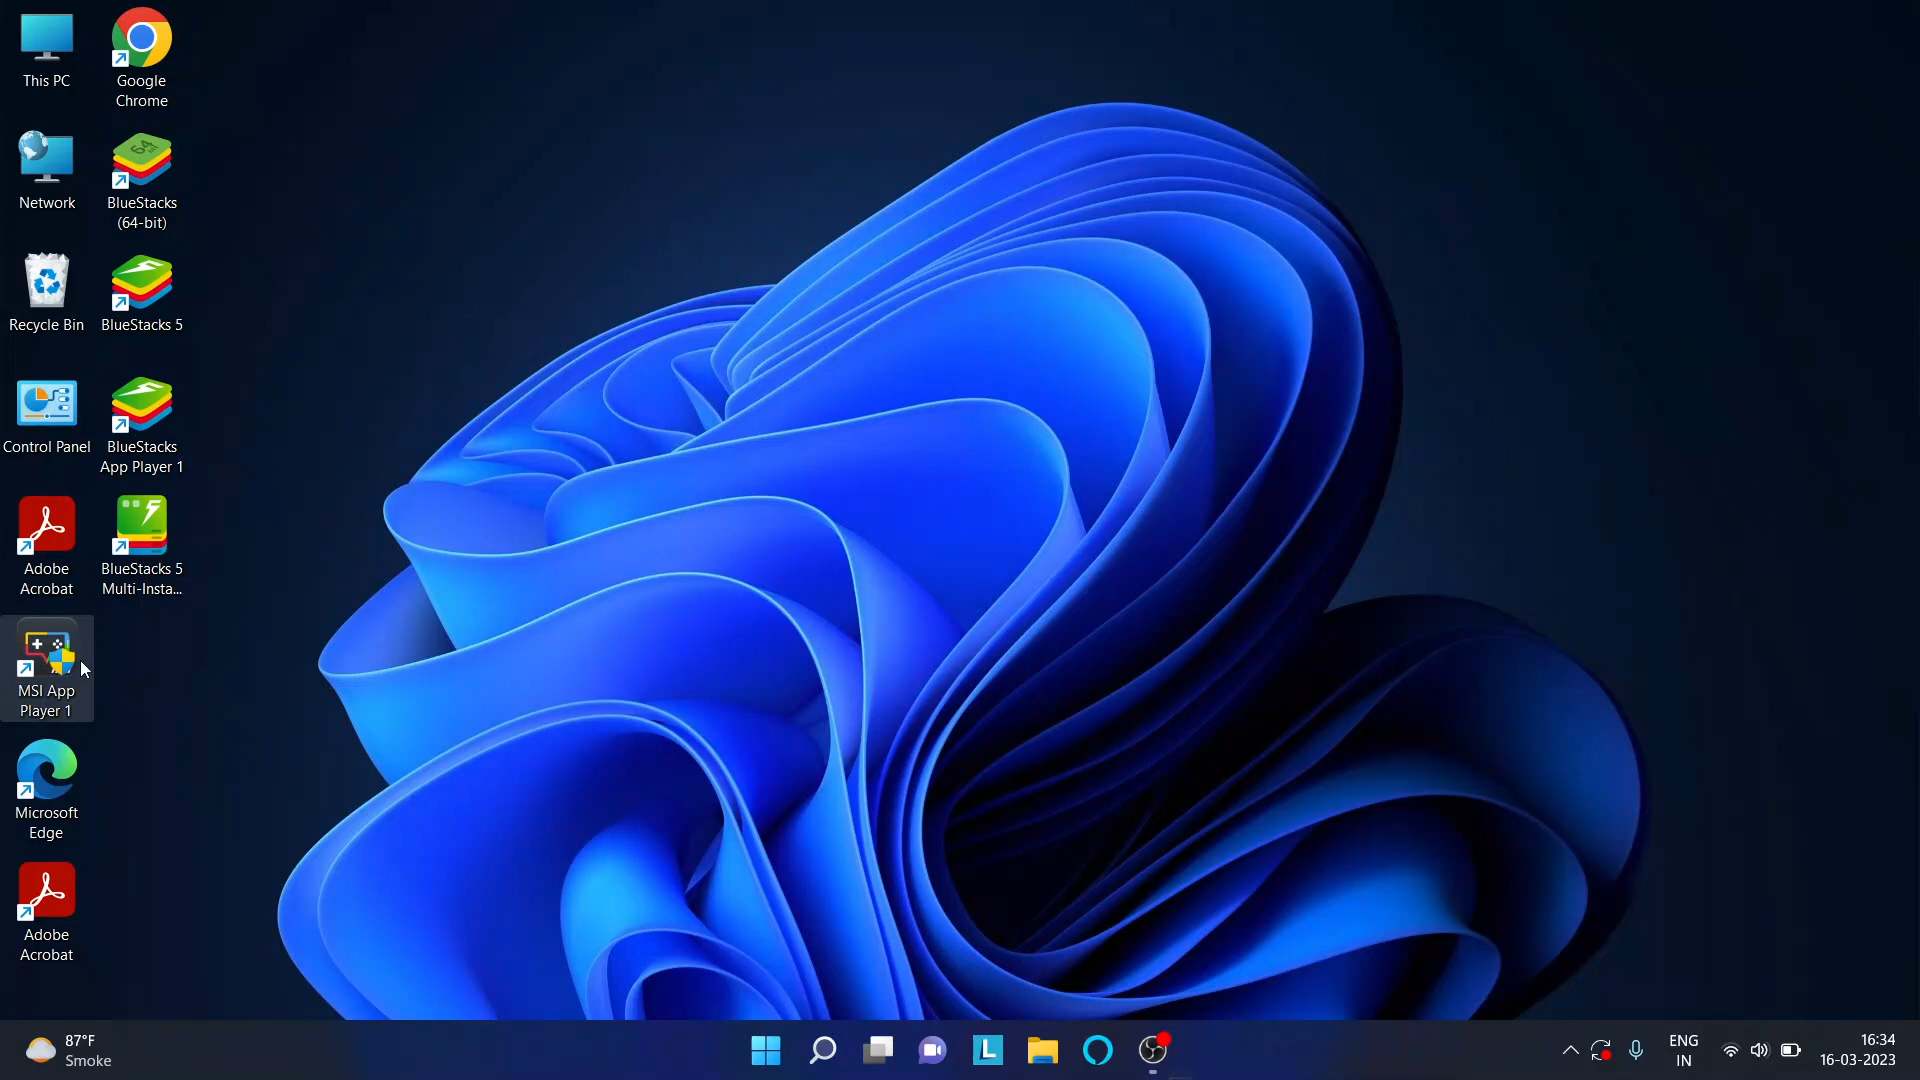 This PC
Google
Chrome
Network
BlueStacks
(64-bit)
Recycle Bin
BlueStacks 5
Control Panel
BlueStacks
App Player 1
Adobe
Acrobat
BlueStacks 5
Multi-Insta...
MSI App
Player 1
Microsoft
Edge
Adobe
Acrobat
87°F
Smoke
ENG
IN
16:34
16-03-2023